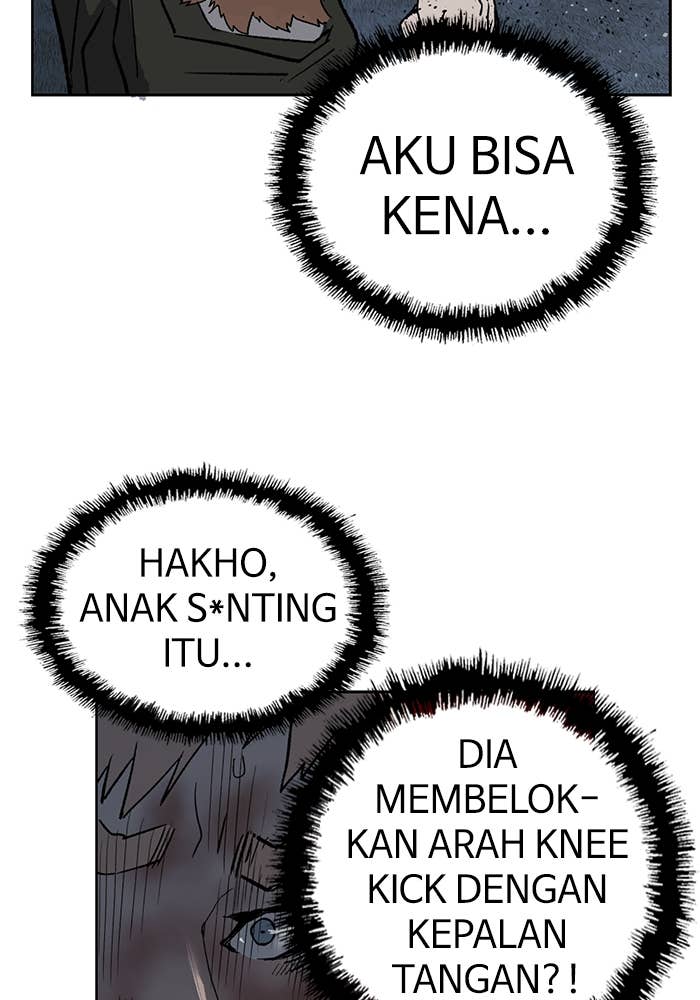 AKU BISA
KENA...
HAKHO,
ANAK S*NTING
ITU...
DIA
MEMBELOK-
KAN ARAH KNEE
KICK DENGAN
KEPALAN
TANGAN?!